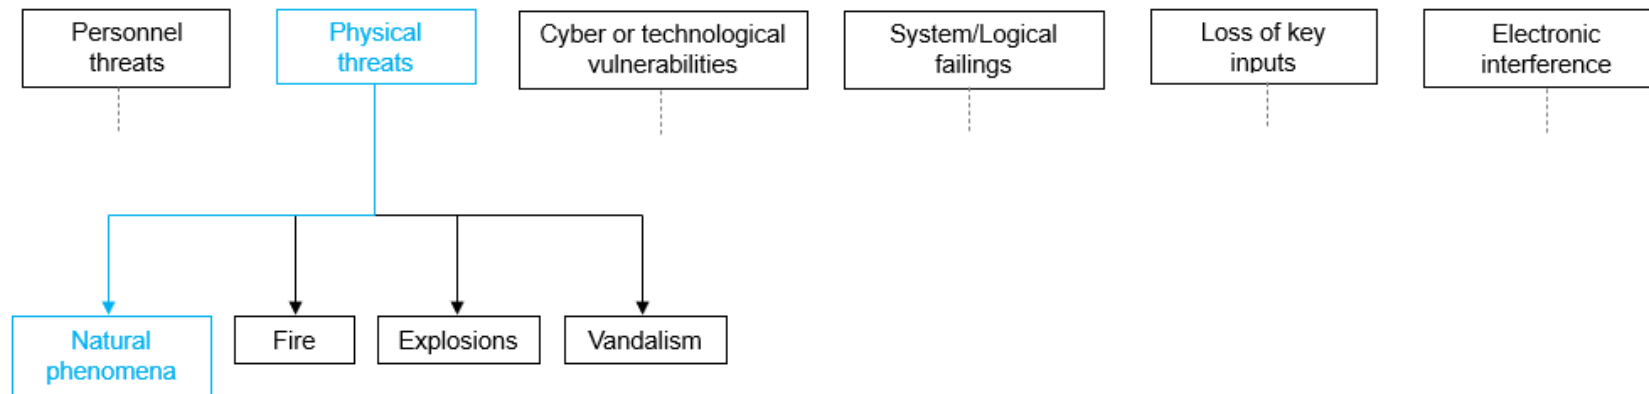 Personnel
threats
Physical
threats
Cyber or technological
vulnerabilities
System/Logical
failings
Loss of key
inputs
Electronic
interference
Natural
phenomena
Fire
Explosions
Vandalism